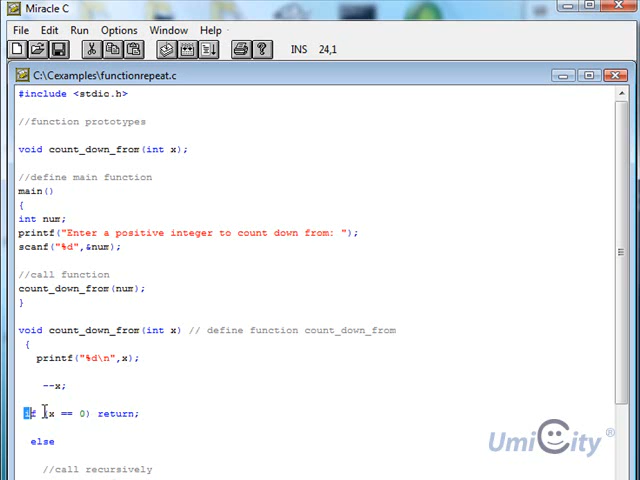 Miracle C
File Edit Run Options Window Help
INS 24,1
C:\Cexamples\functionrepeat.c
#include <stdio.h>
//function prototypes
void count_down_from(int x);
//define main function
main()
{
int num;
printf("Enter a positive integer to count down from: ");
scanf("%d",&num);
//call function
count_down_from(num);
}
void count_down_from(int x) // define function count_down_from
{
printf("%d\n",x);
--x;
if (x == 0) return;
else
//call recursively
UmiCity®